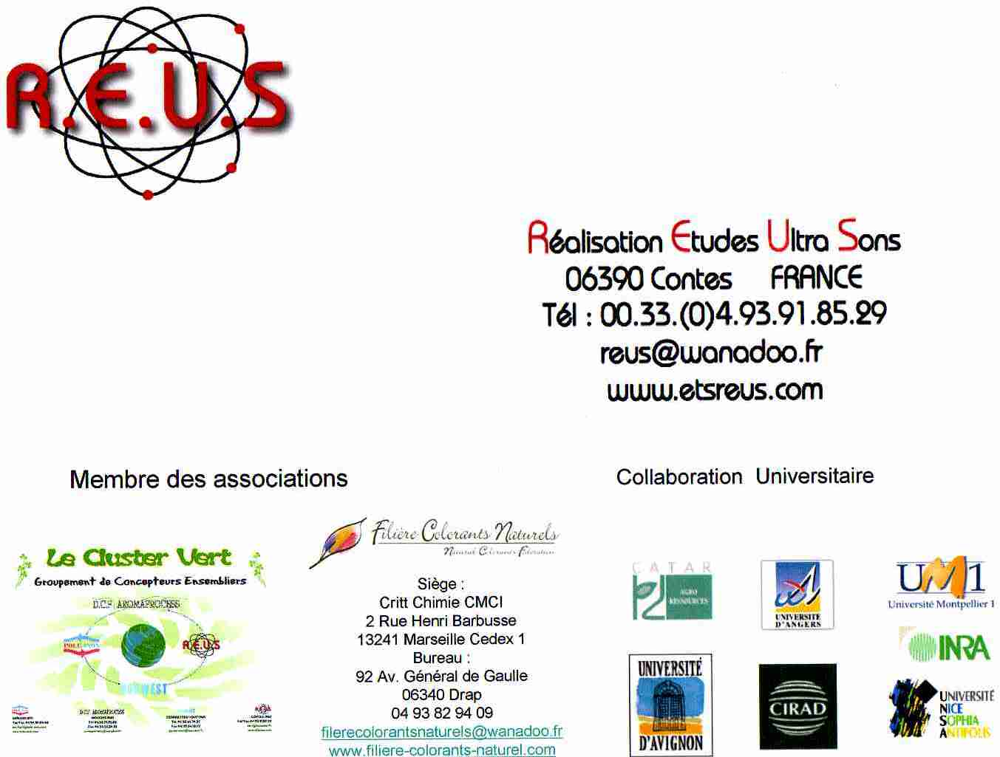 R.E.U.S
Réalisation Etudes Ultra Sons
06390 Contes FRANCE
Tél : 00.33.(0)4.93.91.85.29
reus@wanadoo.fr
www.etsreus.com
Membre des associations
Le Cluster Vert
Groupement de Concepteurs Ensembliers
D.C.F AROMAPROCESS
R.E.U.S
Filière Colorants Naturels
Natural Colorants Federation
Siège :
Critt Chimie CMCI
2 Rue Henri Barbusse
13241 Marseille Cedex 1
Bureau :
92 Av. Général de Gaulle
06340 Drap
04 93 82 94 09
filerecolorantsnaturels@wanadoo.fr
www.filiere-colorants-naturel.com
Collaboration Universitaire
CATAR
AGRO
RESSOURCES
UNIVERSITE
D'ANGERS
UM1
Université Montpellier 1
INRA
UNIVERSITÉ
D'AVIGNON
CIRAD
UNIVERSITÉ
NICE
SOPHIA
ANTIPOLIS